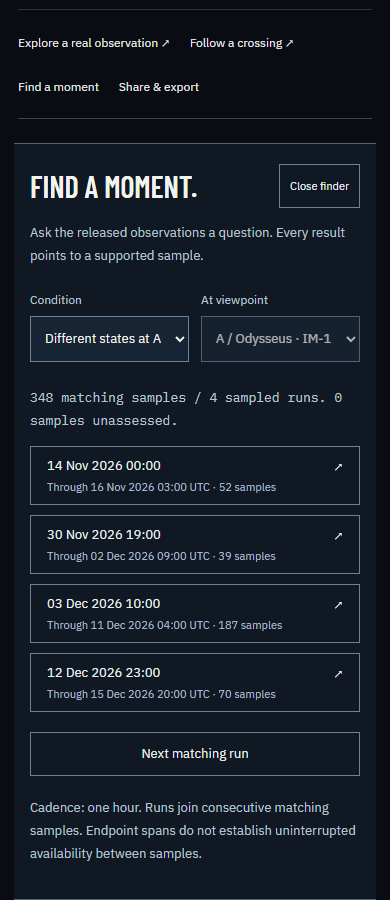 Explore a real observation ↗ Follow a crossing ↗
Find a moment Share & export
FIND A MOMENT.
Close finder
Ask the released observations a question. Every result
points to a supported sample.
Condition At viewpoint
Different states at A A / Odysseus · IM-1
348 matching samples / 4 sampled runs. 0
samples unassessed.
14 Nov 2026 00:00 ↗
Through 16 Nov 2026 03:00 UTC · 52 samples
30 Nov 2026 19:00 ↗
Through 02 Dec 2026 09:00 UTC · 39 samples
03 Dec 2026 10:00 ↗
Through 11 Dec 2026 04:00 UTC · 187 samples
12 Dec 2026 23:00 ↗
Through 15 Dec 2026 20:00 UTC · 70 samples
Next matching run
Cadence: one hour. Runs join consecutive matching
samples. Endpoint spans do not establish uninterrupted
availability between samples.